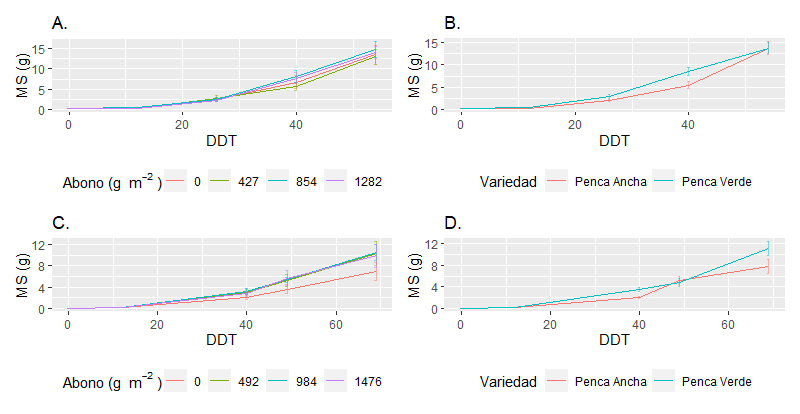 A.
MS (g)
15
10
5
0
0 20 40
DDT
Abono (g m−2) 0 427 854 1282
B.
MS (g)
15
10
5
0
0 20 40
DDT
Variedad Penca Ancha Penca Verde
C.
MS (g)
12
8
4
0
0 20 40 60
DDT
Abono (g m−2) 0 492 984 1476
D.
MS (g)
12
8
4
0
0 20 40 60
DDT
Variedad Penca Ancha Penca Verde